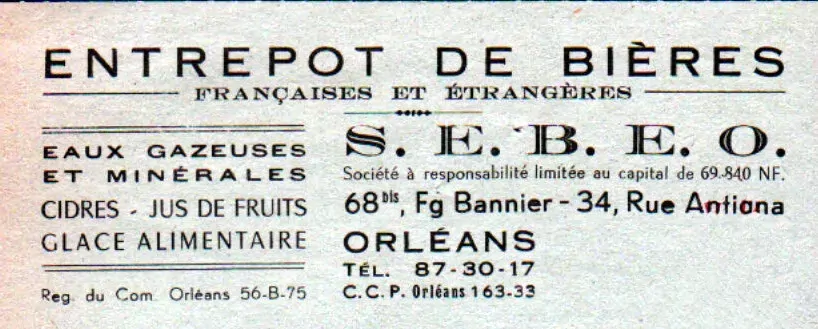 ENTREPOT DE BIÈRES
FRANÇAISES ET ÉTRANGÈRES
EAUX GAZEUSES
ET MINÉRALES
CIDRES - JUS DE FRUITS
GLACE ALIMENTAIRE
Reg. du Com. Orléans 56-B-75
S. E. B. E. O.
Société à responsabilité limitée au capital de 69.840 NF.
68bis, Fg Bannier - 34, Rue Antigna
ORLÉANS
TÉL. 87-30-17
C.C.P. Orléans 163-33